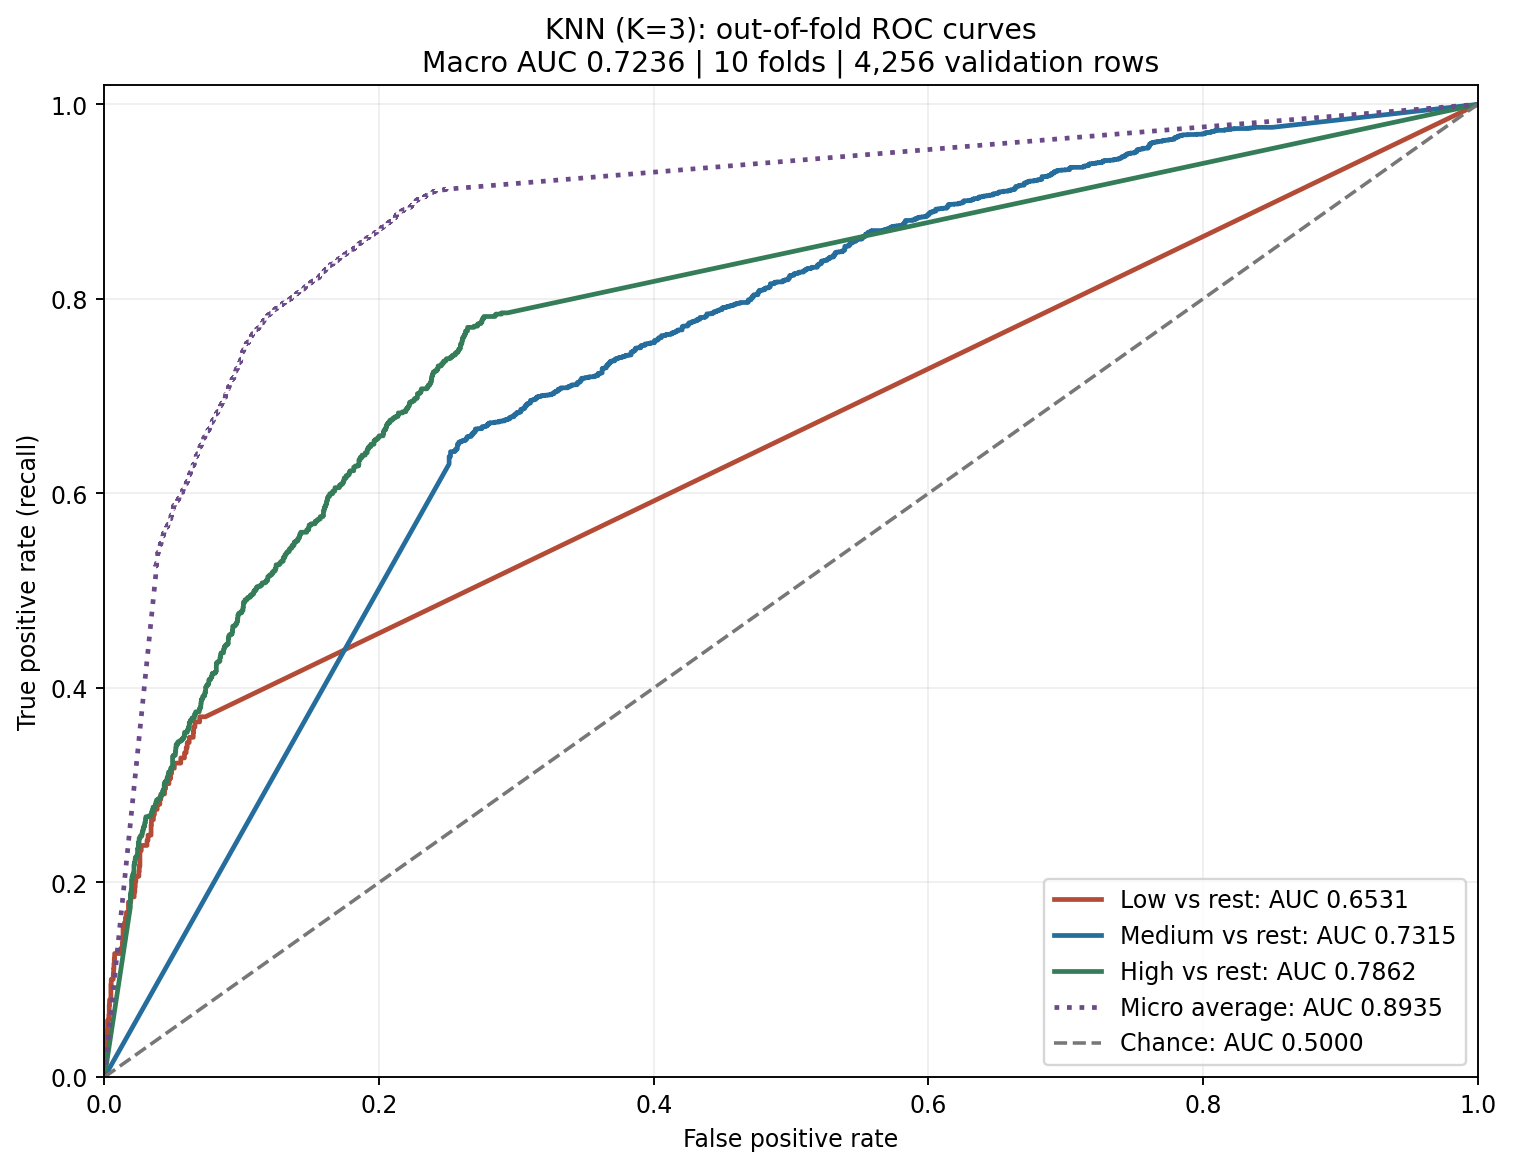 KNN (K=3): out-of-fold ROC curves
Macro AUC 0.7236 | 10 folds | 4,256 validation rows
True positive rate (recall)
1.0
0.8
0.6
0.4
0.2
0.0
Low vs rest: AUC 0.6531
Medium vs rest: AUC 0.7315
High vs rest: AUC 0.7862
Micro average: AUC 0.8935
Chance: AUC 0.5000
0.0 0.2 0.4 0.6 0.8 1.0
False positive rate